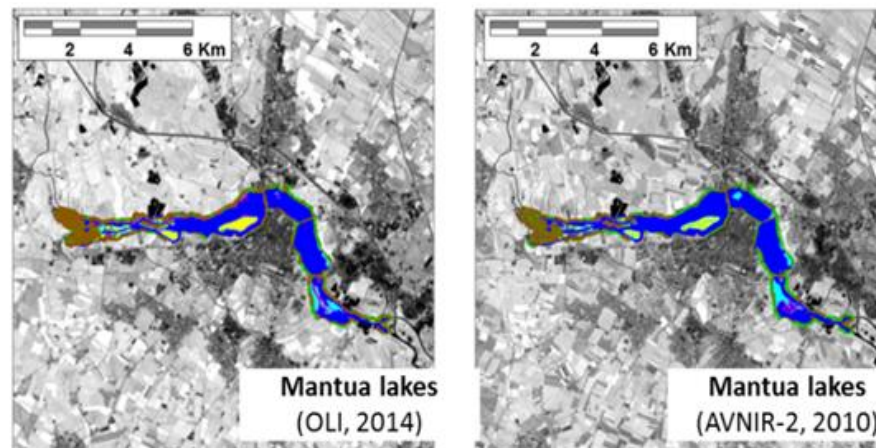 2 4 6 Km
Mantua lakes
(OLI, 2014)
2 4 6 Km
Mantua lakes
(AVNIR-2, 2010)